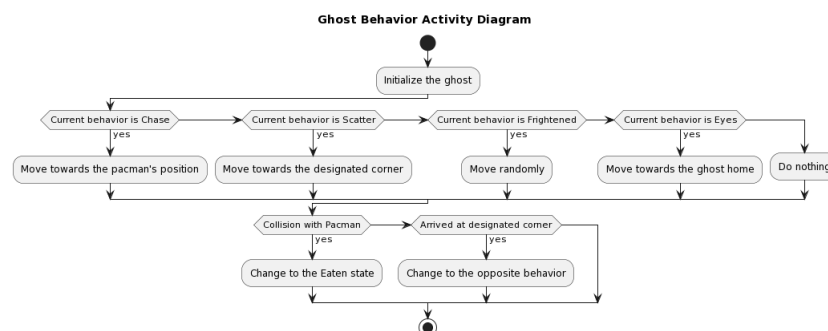 Ghost Behavior Activity Diagram
Initialize the ghost
Current behavior is Chase
Current behavior is Scatter
Current behavior is Frightened
Current behavior is Eyes
yes
yes
yes
yes
Move towards the pacman's position
Move towards the designated corner
Move randomly
Move towards the ghost home
Do nothing
Collision with Pacman
Arrived at designated corner
yes
yes
Change to the Eaten state
Change to the opposite behavior